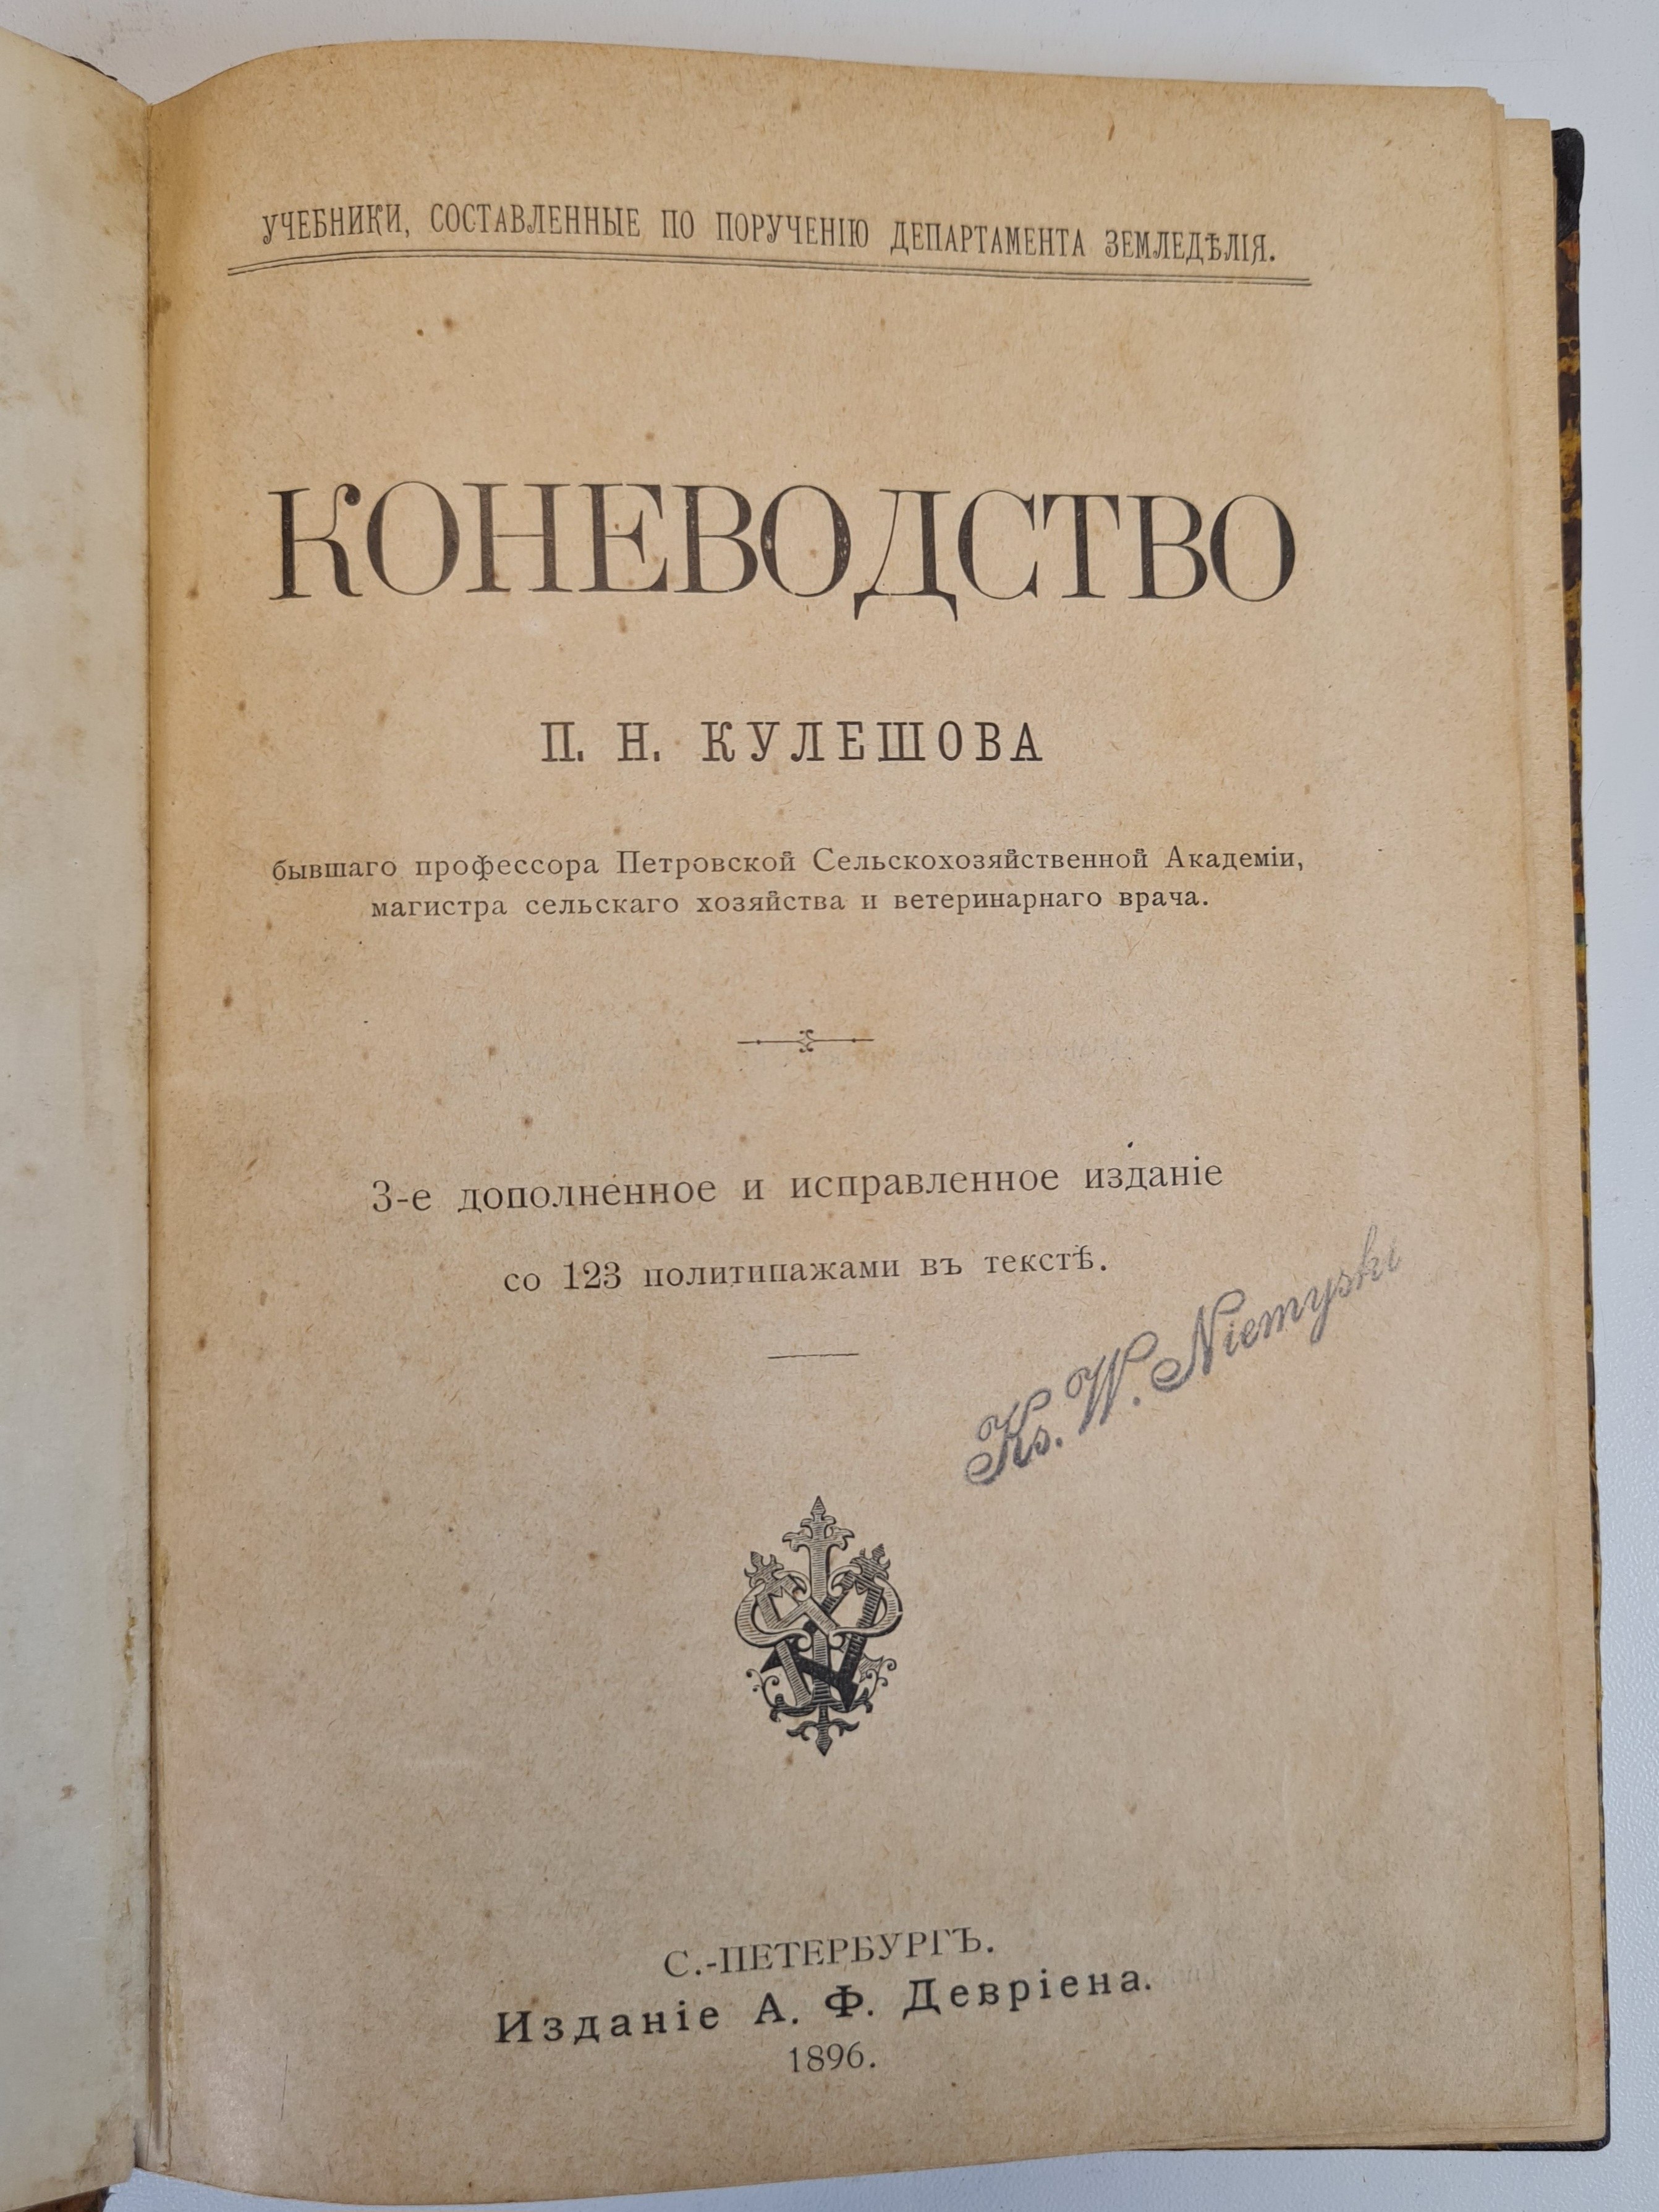 УЧЕБНИКИ, СОСТАВЛЕННЫЕ ПО ПОРУЧЕНІЮ ДЕПАРТАМЕНТА ЗЕМЛЕДѢЛІЯ.
КОНЕВОДСТВО
П. Н. КУЛЕШОВА
бывшаго профессора Петровской Сельскохозяйственной Академіи,
магистра сельскаго хозяйства и ветеринарнаго врача.
3-е дополненное и исправленное изданіе
со 123 политипажами въ текстѣ.
Ks. W. Niemyski
С.-ПЕТЕРБУРГЪ.
Изданіе А. Ф. Девріена.
1896.